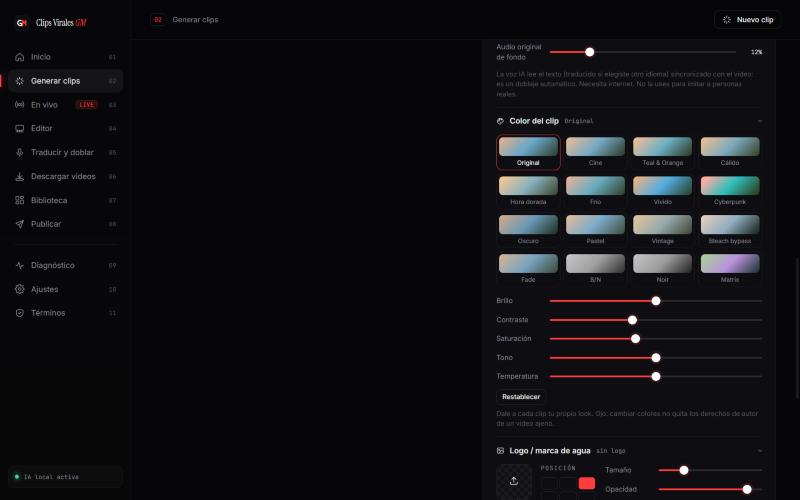 GM Clips Virales GM
02 Generar clips
Nuevo clip
Inicio 01
Generar clips 02
En vivo LIVE 03
Editor 04
Traducir y doblar 05
Descargar videos 06
Biblioteca 07
Publicar 08
Diagnóstico 09
Ajustes 10
Términos 11
IA local activa
Audio original
de fondo
12%
La voz IA lee el texto (traducido si elegiste otro idioma) sincronizado con el video:
es un doblaje automático. Necesita internet. No la uses para imitar a personas
reales.
Color del clip Original
Original Cine Teal & Orange Cálido
Hora dorada Frío Vívido Cyberpunk
Oscuro Pastel Vintage Bleach bypass
Fade B/N Noir Matrix
Brillo
Contraste
Saturación
Tono
Temperatura
Restablecer
Dale a cada clip tu propio look. Ojo: cambiar colores no quita los derechos de autor
de un video ajeno.
Logo / marca de agua sin logo
POSICIÓN
Tamaño
Opacidad